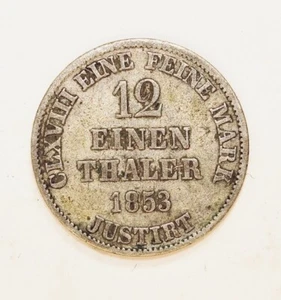 CLXVIII EINE FEINE MARK
12
EINEN
THALER
1853
JUSTIRT